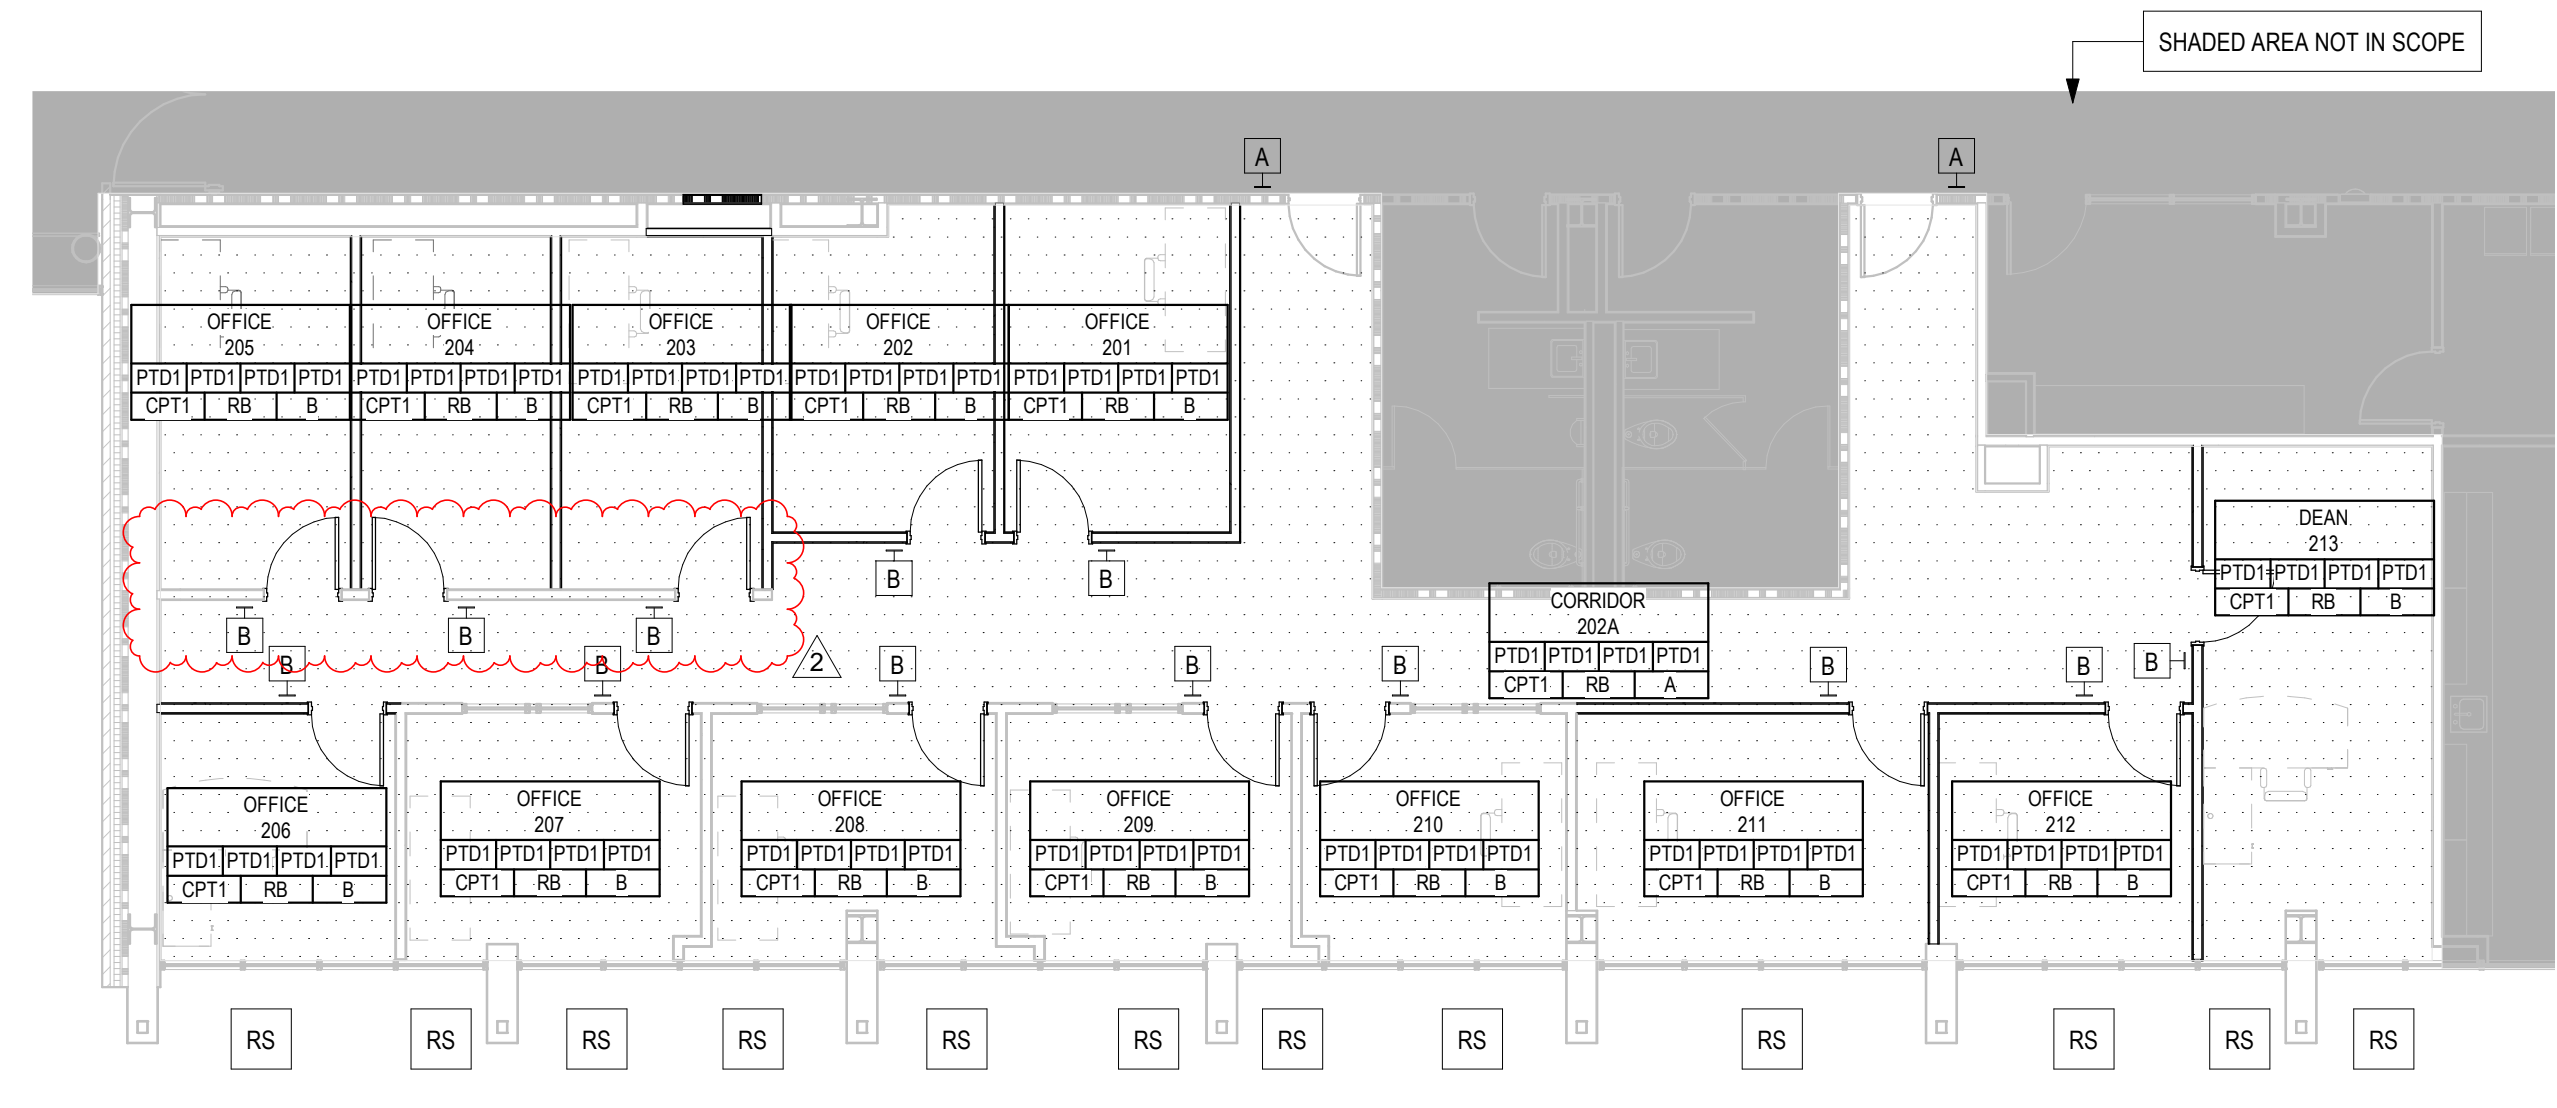 SHADED AREA NOT IN SCOPE
A
A
OFFICE
205
PTD1 PTD1 PTD1 PTD1
CPT1 RB B
OFFICE
204
PTD1 PTD1 PTD1 PTD1
CPT1 RB B
OFFICE
203
PTD1 PTD1 PTD1 PTD1
CPT1 RB B
OFFICE
202
PTD1 PTD1 PTD1 PTD1
CPT1 RB B
OFFICE
201
PTD1 PTD1 PTD1 PTD1
CPT1 RB B
DEAN
213
PTD1 PTD1 PTD1 PTD1
CPT1 RB B
B
B
CORRIDOR
202A
PTD1 PTD1 PTD1 PTD1
CPT1 RB A
B
B
B
2
B
B
B
B
B
B
B
B
OFFICE
206
PTD1 PTD1 PTD1 PTD1
CPT1 RB B
OFFICE
207
PTD1 PTD1 PTD1 PTD1
CPT1 RB B
OFFICE
208
PTD1 PTD1 PTD1 PTD1
CPT1 RB B
OFFICE
209
PTD1 PTD1 PTD1 PTD1
CPT1 RB B
OFFICE
210
PTD1 PTD1 PTD1 PTD1
CPT1 RB B
OFFICE
211
PTD1 PTD1 PTD1 PTD1
CPT1 RB B
OFFICE
212
PTD1 PTD1 PTD1 PTD1
CPT1 RB B
RS
RS
RS
RS
RS
RS
RS
RS
RS
RS
RS
RS